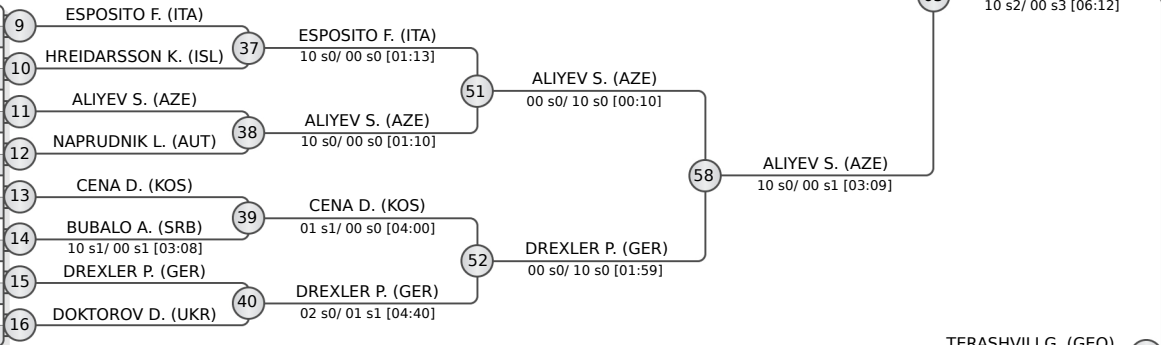 10 s2/ 00 s3 [06:12]
9
ESPOSITO F. (ITA)
37
ESPOSITO F. (ITA)
10 s0/ 00 s0 [01:13]
10
HREIDARSSON K. (ISL)
51
ALIYEV S. (AZE)
00 s0/ 10 s0 [00:10]
11
ALIYEV S. (AZE)
38
ALIYEV S. (AZE)
10 s0/ 00 s0 [01:10]
12
NAPRUDNIK L. (AUT)
58
ALIYEV S. (AZE)
10 s0/ 00 s1 [03:09]
13
CENA D. (KOS)
39
CENA D. (KOS)
01 s1/ 00 s0 [04:00]
14
BUBALO A. (SRB)
10 s1/ 00 s1 [03:08]
52
DREXLER P. (GER)
00 s0/ 10 s0 [01:59]
15
DREXLER P. (GER)
40
DREXLER P. (GER)
02 s0/ 01 s1 [04:40]
16
DOKTOROV D. (UKR)